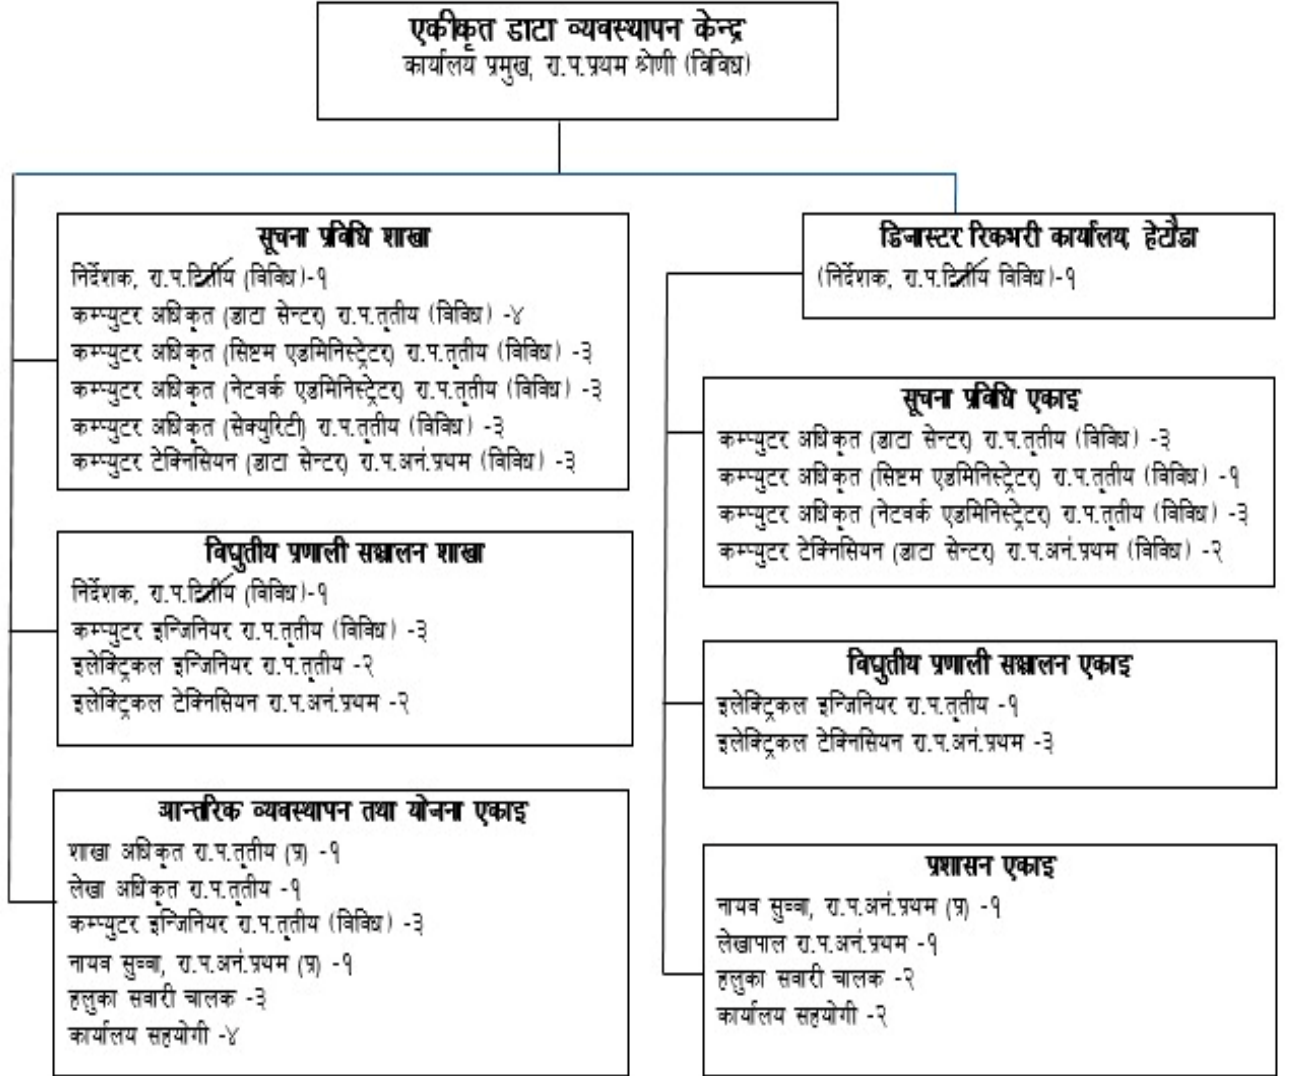 एकीकृत डाटा व्यवस्थापन केन्द्र
कार्यालय प्रमुख, रा.प.प्रथम श्रेणी (विविध)
सूचना प्रविधि शाखा
निर्देशक, रा.प.द्वितीय (विविध)-१
कम्प्युटर अधिकृत (डाटा सेन्टर) रा.प.तृतीय (विविध) -४
कम्प्युटर अधिकृत (सिष्टम एडमिनिस्ट्रेटर) रा.प.तृतीय (विविध) -३
कम्प्युटर अधिकृत (नेटवर्क एडमिनिस्ट्रेटर) रा.प.तृतीय (विविध) -३
कम्प्युटर अधिकृत (सेक्युरिटी) रा.प.तृतीय (विविध) -३
कम्प्युटर टेक्निसियन (डाटा सेन्टर) रा.प.अनं.प्रथम (विविध) -३
विघुतीय प्रणाली सञ्चालन शाखा
निर्देशक, रा.प.द्वितीय (विविध)-१
कम्प्युटर इन्जिनियर रा.प.तृतीय (विविध) -३
इलेक्ट्रिकल इन्जिनियर रा.प.तृतीय -२
इलेक्ट्रिकल टेक्निसियन रा.प.अनं.प्रथम -२
आन्तरिक व्यवस्थापन तथा योजना एकाइ
शाखा अधिकृत रा.प.तृतीय (प्र) -१
लेखा अधिकृत रा.प.तृतीय -१
कम्प्युटर इन्जिनियर रा.प.तृतीय (विविध) -३
नायव सुब्बा, रा.प.अनं.प्रथम (प्र) -१
हलुका सवारी चालक -३
कार्यालय सहयोगी -४
डिजास्टर रिकभरी कार्यालय, हेटौडा
(निर्देशक, रा.प.द्वितीय विविध)-१
सूचना प्रविधि एकाइ
कम्प्युटर अधिकृत (डाटा सेन्टर) रा.प.तृतीय (विविध) -३
कम्प्युटर अधिकृत (सिष्टम एडमिनिस्ट्रेटर) रा.प.तृतीय (विविध) -१
कम्प्युटर अधिकृत (नेटवर्क एडमिनिस्ट्रेटर) रा.प.तृतीय (विविध) -३
कम्प्युटर टेक्निसियन (डाटा सेन्टर) रा.प.अनं.प्रथम (विविध) -२
विघुतीय प्रणाली सञ्चालन एकाइ
इलेक्ट्रिकल इन्जिनियर रा.प.तृतीय -१
इलेक्ट्रिकल टेक्निसियन रा.प.अनं.प्रथम -३
प्रशासन एकाइ
नायव सुब्बा, रा.प.अनं.प्रथम (प्र) -१
लेखापाल रा.प.अनं.प्रथम -१
हलुका सवारी चालक -२
कार्यालय सहयोगी -२